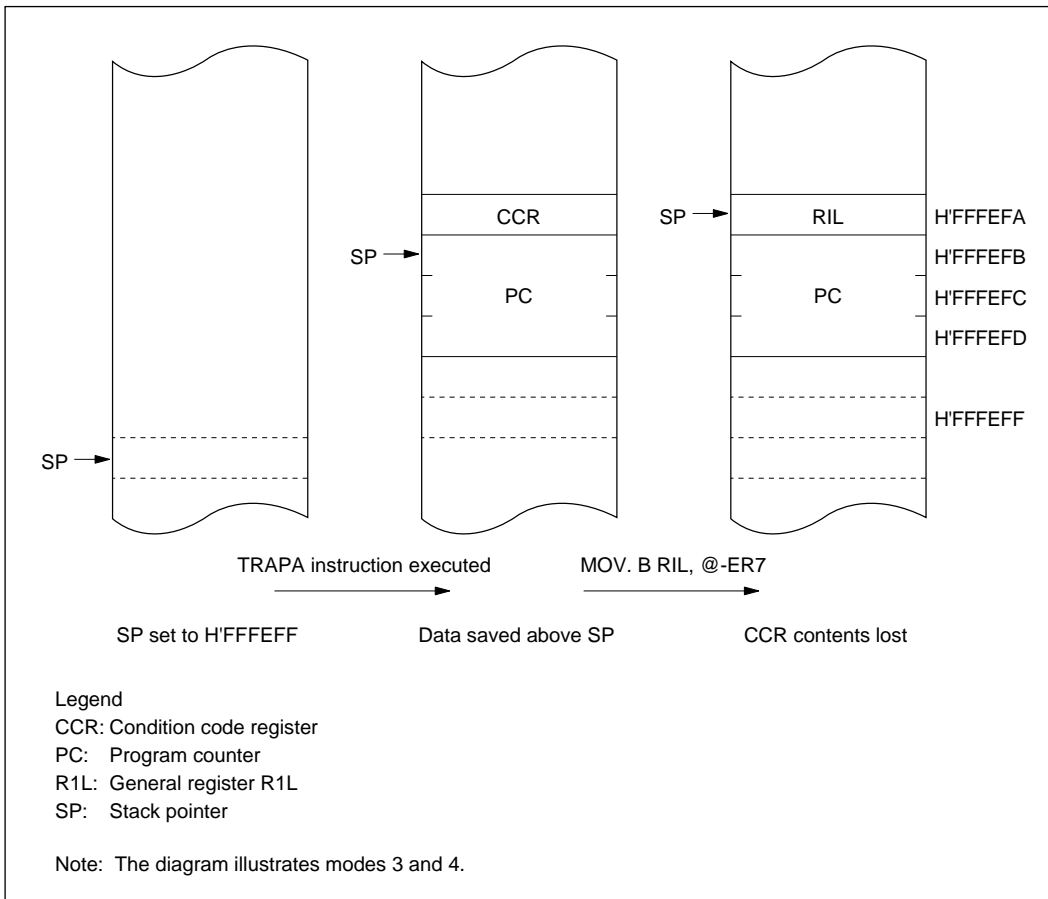 CCR
SP
RIL
H'FFFEFA
SP
H'FFFEFB
PC
PC
H'FFFEFC
H'FFFEFD
H'FFFEFF
SP
TRAPA instruction executed
MOV. B RIL, @-ER7
SP set to H'FFFEFF
Data saved above SP
CCR contents lost
Legend
CCR: Condition code register
PC: Program counter
R1L: General register R1L
SP: Stack pointer
Note: The diagram illustrates modes 3 and 4.